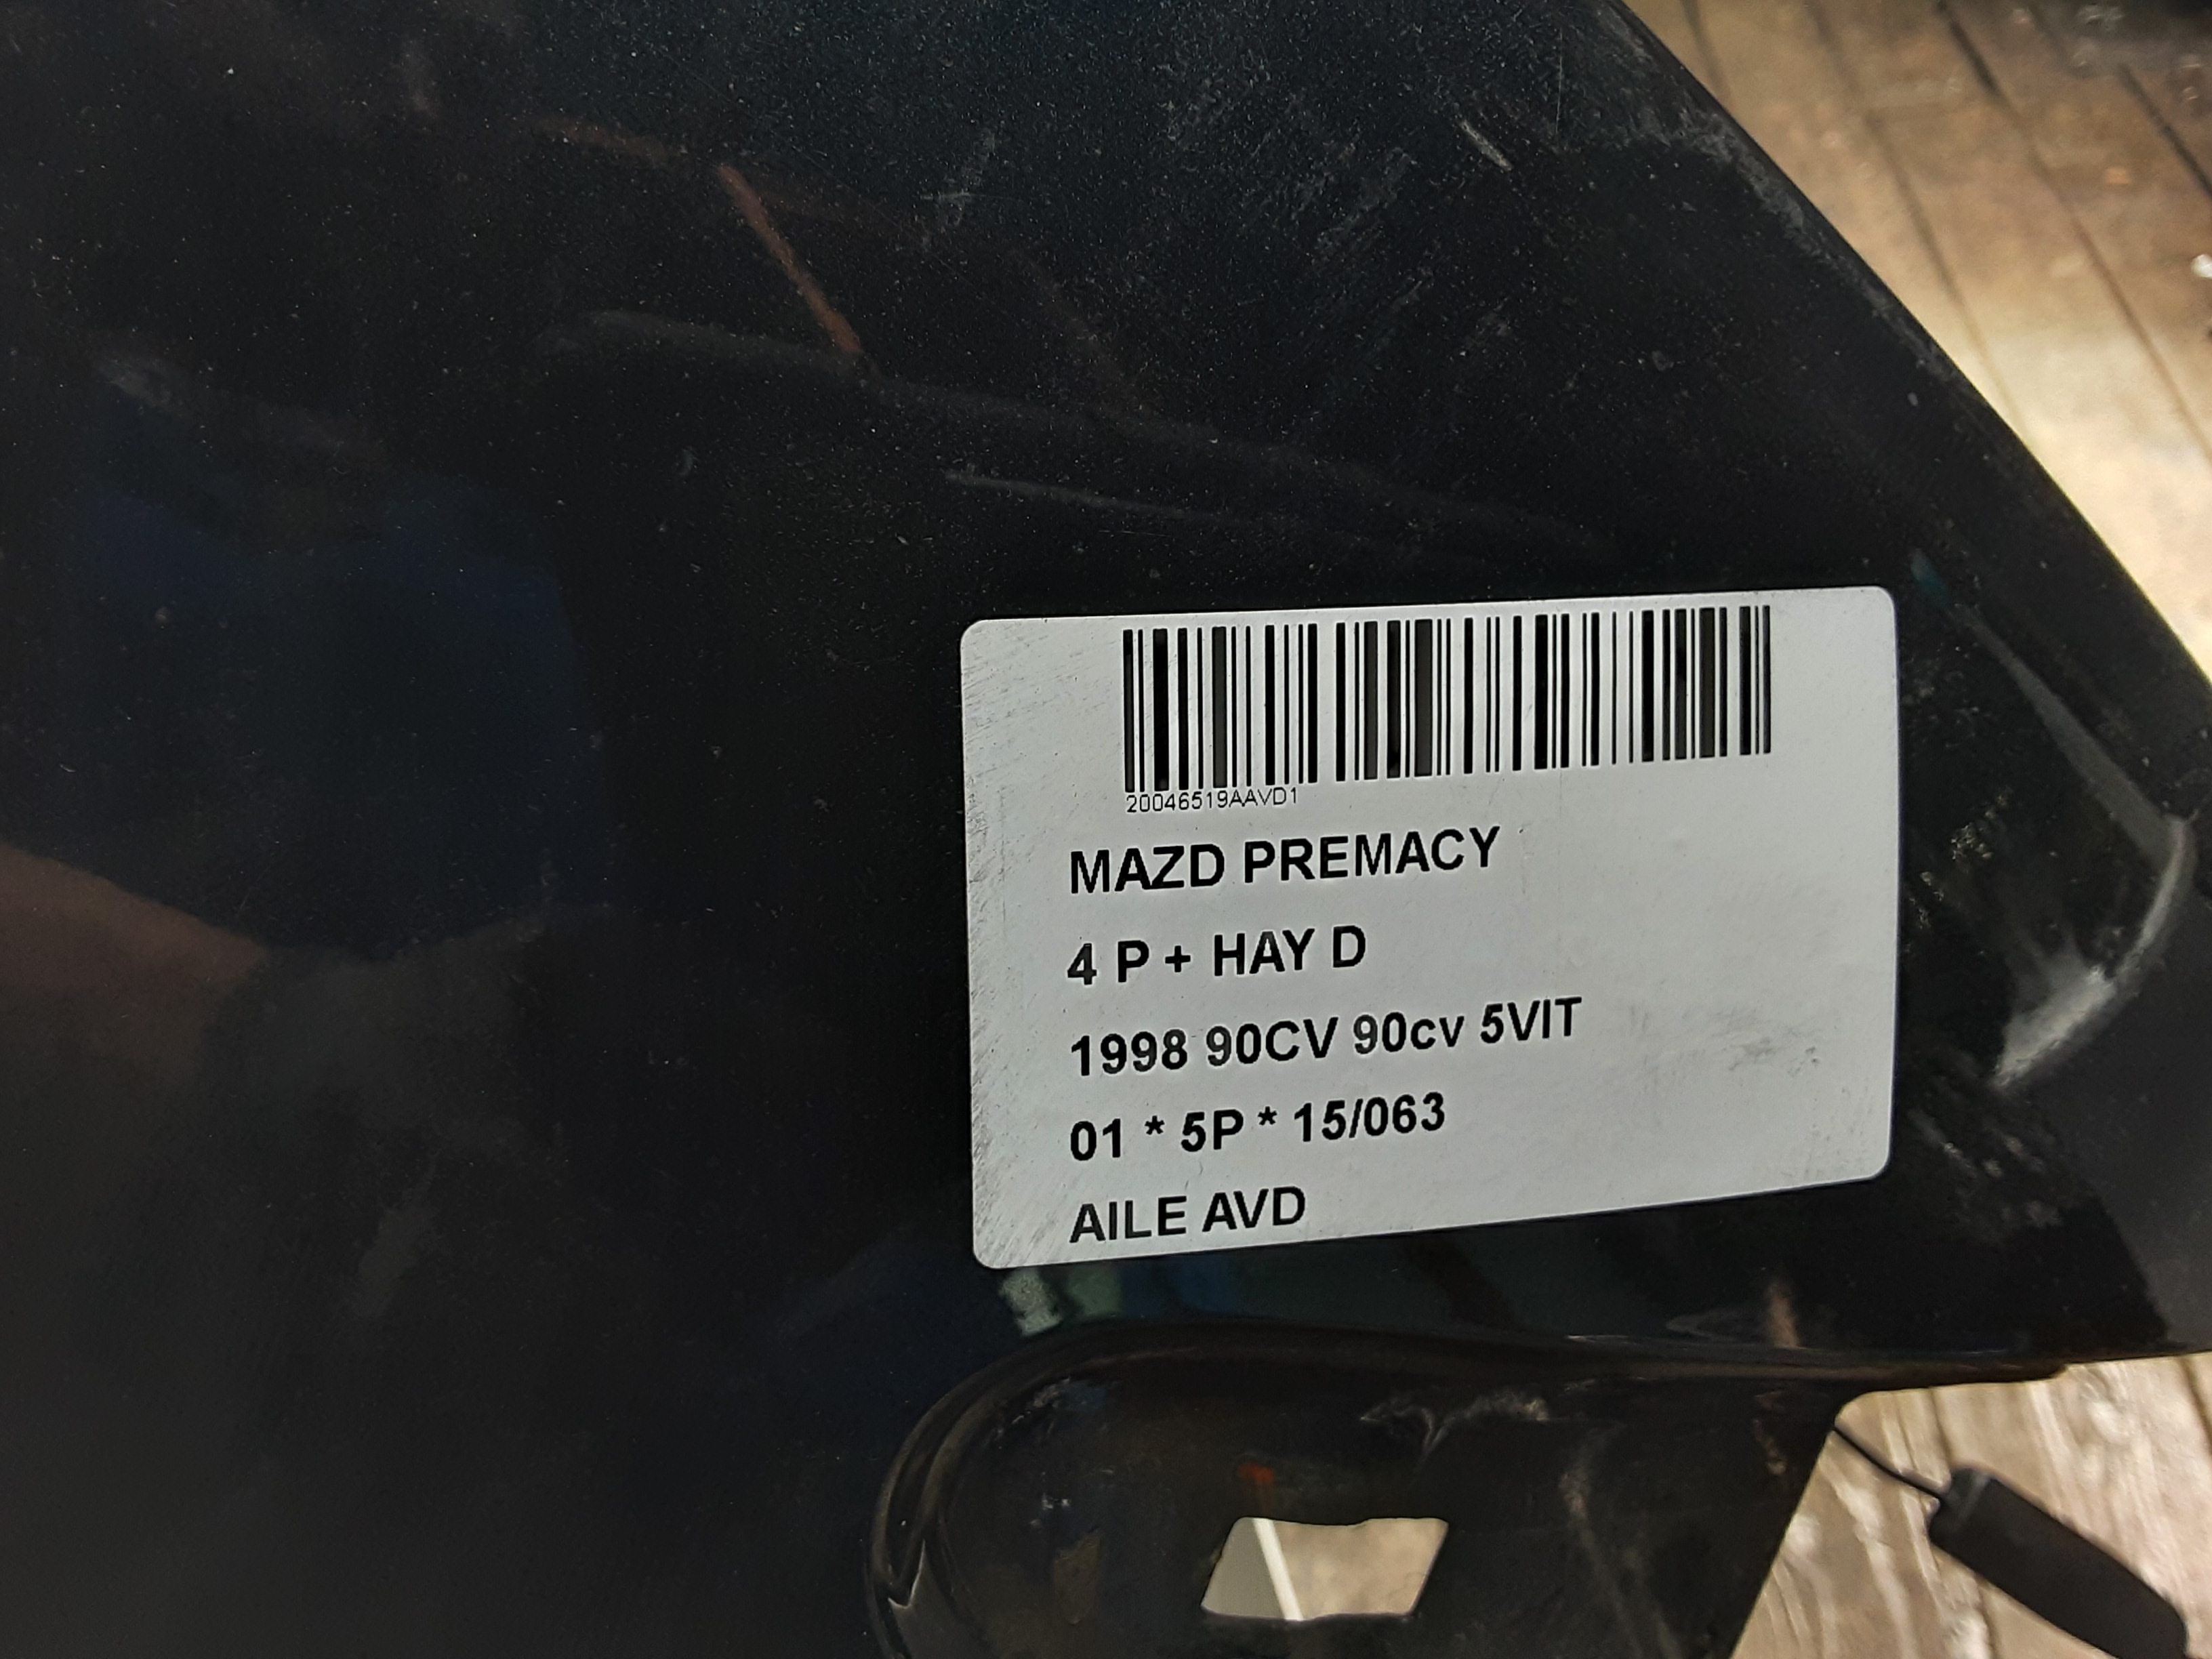 20046519AAVD1
MAZD PREMACY
4 P + HAY D
1998 90CV 90cv 5VIT
01 * 5P * 15/063
AILE AVD